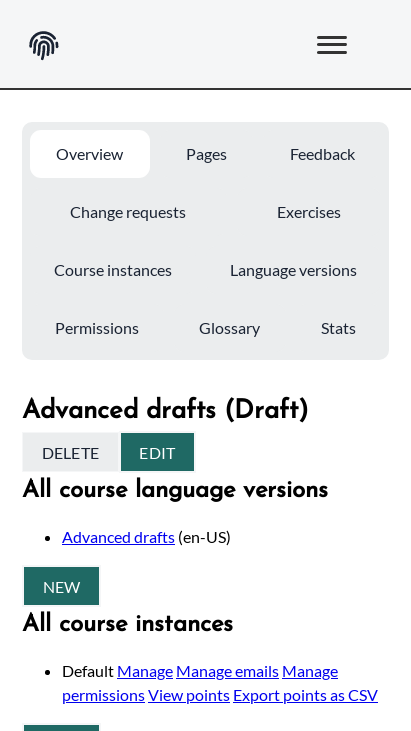 Overview Pages Feedback
Change requests Exercises
Course instances Language versions
Permissions Glossary Stats
Advanced drafts (Draft)
DELETE EDIT
All course language versions
Advanced drafts (en-US)
NEW
All course instances
Default Manage Manage emails Manage
permissions View points Export points as CSV